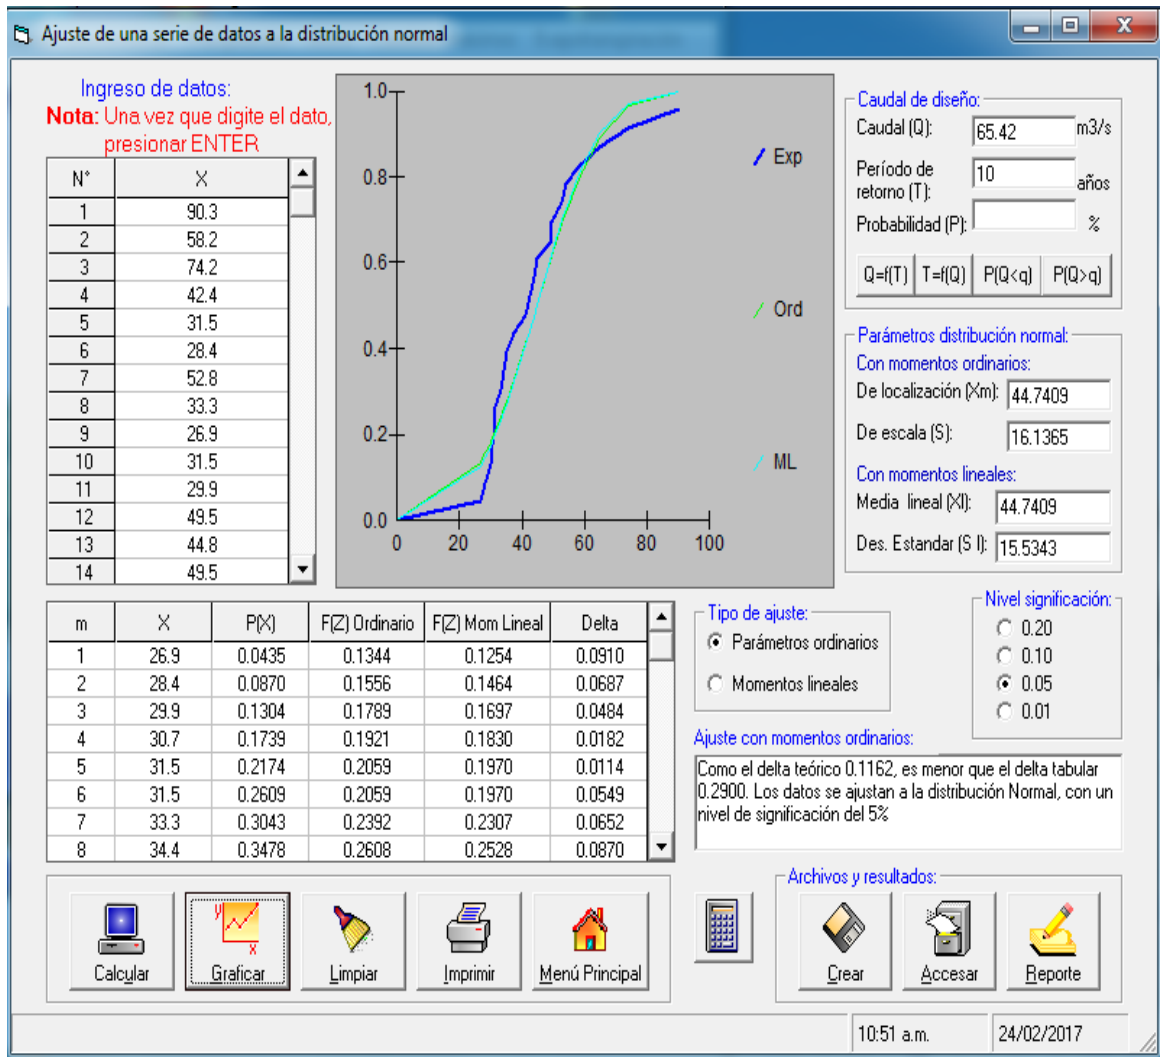 Ajuste de una serie de datos a la distribución normal
Ingreso de datos:
Nota: Una vez que digite el dato,
presionar ENTER
N° X
1 90.3
2 58.2
3 74.2
4 42.4
5 31.5
6 28.4
7 52.8
8 33.3
9 26.9
10 31.5
11 29.9
12 49.5
13 44.8
14 49.5
1.0
0.8
0.6
0.4
0.2
0.0
0 20 40 60 80 100
Exp
Ord
ML
Caudal de diseño:
Caudal (Q): 65.42 m3/s
Período de
retorno (T): 10 años
Probabilidad (P): %
Q=f(T) T=f(Q) P(Q<q) P(Q>q)
Parámetros distribución normal:
Con momentos ordinarios:
De localización (Xm): 44.7409
De escala (S): 16.1365
Con momentos lineales:
Media lineal (Xl): 44.7409
Des. Estandar (S l): 15.5343
m X P(X) F(Z) Ordinario F(Z) Mom Lineal Delta
1 26.9 0.0435 0.1344 0.1254 0.0910
2 28.4 0.0870 0.1556 0.1464 0.0687
3 29.9 0.1304 0.1789 0.1697 0.0484
4 30.7 0.1739 0.1921 0.1830 0.0182
5 31.5 0.2174 0.2059 0.1970 0.0114
6 31.5 0.2609 0.2059 0.1970 0.0549
7 33.3 0.3043 0.2392 0.2307 0.0652
8 34.4 0.3478 0.2608 0.2528 0.0870
Tipo de ajuste:
Parámetros ordinarios
Momentos lineales
Nivel significación:
0.20
0.10
0.05
0.01
Ajuste con momentos ordinarios:
Como el delta teórico 0.1162, es menor que el delta tabular
0.2900. Los datos se ajustan a la distribución Normal, con un
nivel de significación del 5%
Calcular Graficar Limpiar Imprimir Menú Principal
Archivos y resultados:
Crear Accesar Reporte
10:51 a.m. 24/02/2017